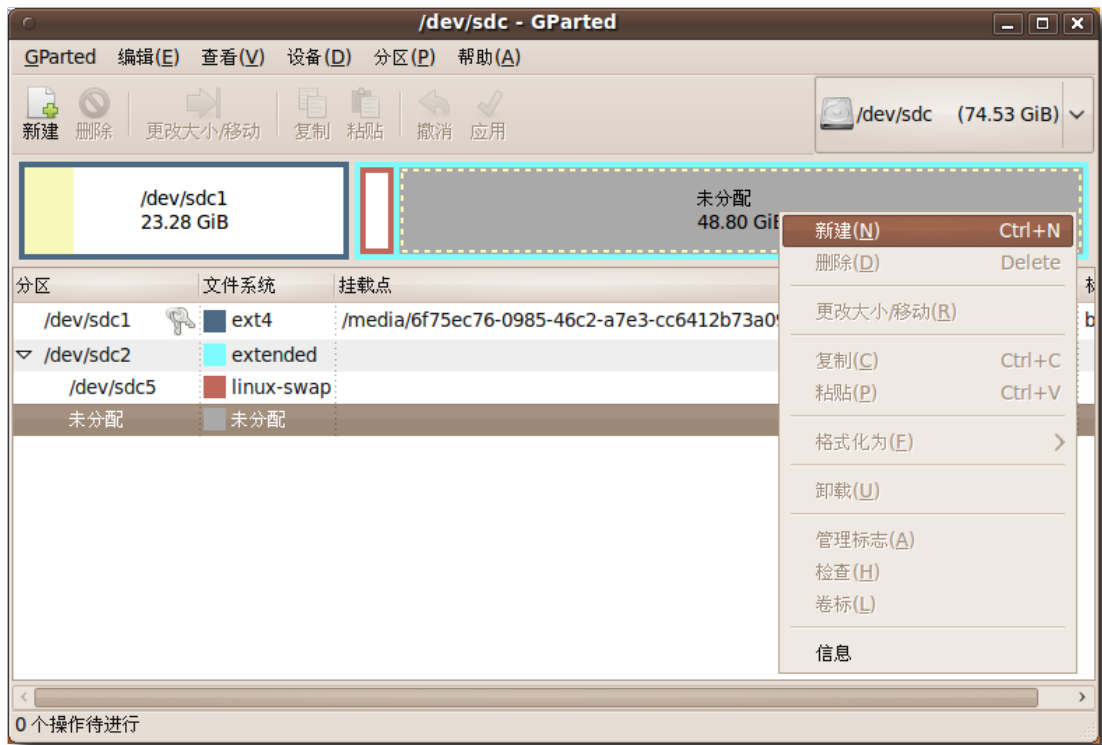 /dev/sdc - GParted
GParted 编辑(E) 查看(V) 设备(D) 分区(P) 帮助(A)
新建 删除 更改大小/移动 复制 粘贴 撤消 应用
/dev/sdc (74.53 GiB)
/dev/sdc1
23.28 GiB
未分配
48.80 GiB
新建(N) Ctrl+N
删除(D) Delete
更改大小/移动(R)
复制(C) Ctrl+C
粘贴(P) Ctrl+V
格式化为(F)
卸载(U)
管理标志(A)
检查(H)
卷标(L)
信息
分区 文件系统 挂载点
/dev/sdc1 ext4 /media/6f75ec76-0985-46c2-a7e3-cc6412b73a09 b
/dev/sdc2 extended
/dev/sdc5 linux-swap
未分配 未分配
0 个操作待进行